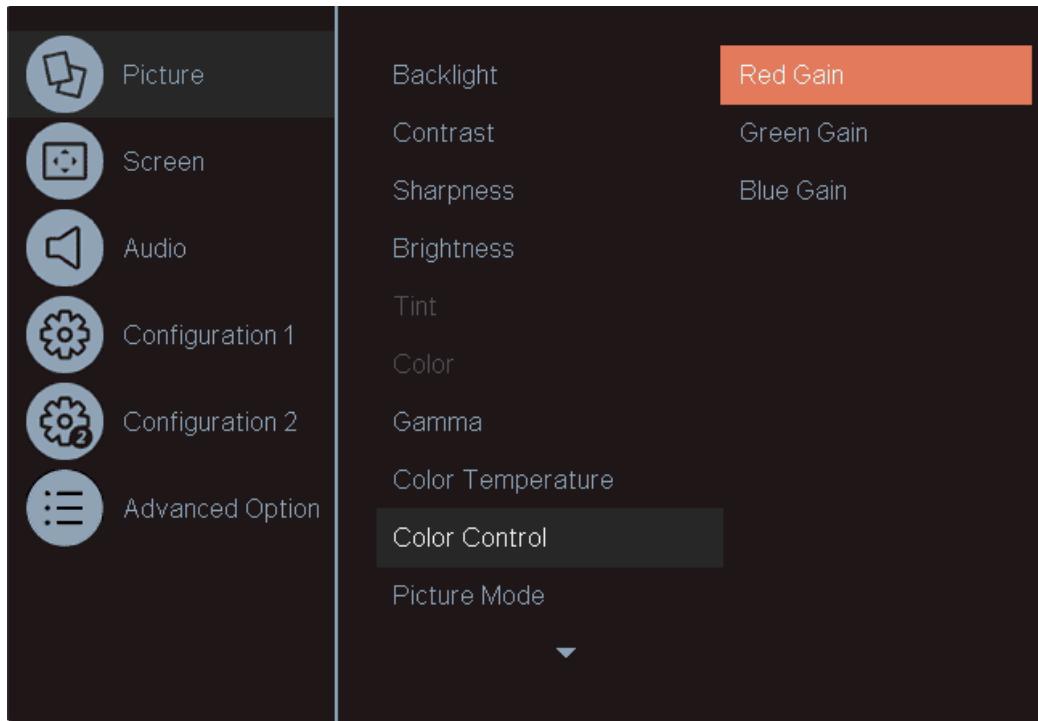 Picture
Screen
Audio
Configuration 1
Configuration 2
2
Advanced Option
Backlight
Contrast
Sharpness
Brightness
Tint
Color
Gamma
Color Temperature
Color Control
Picture Mode
Red Gain
Green Gain
Blue Gain